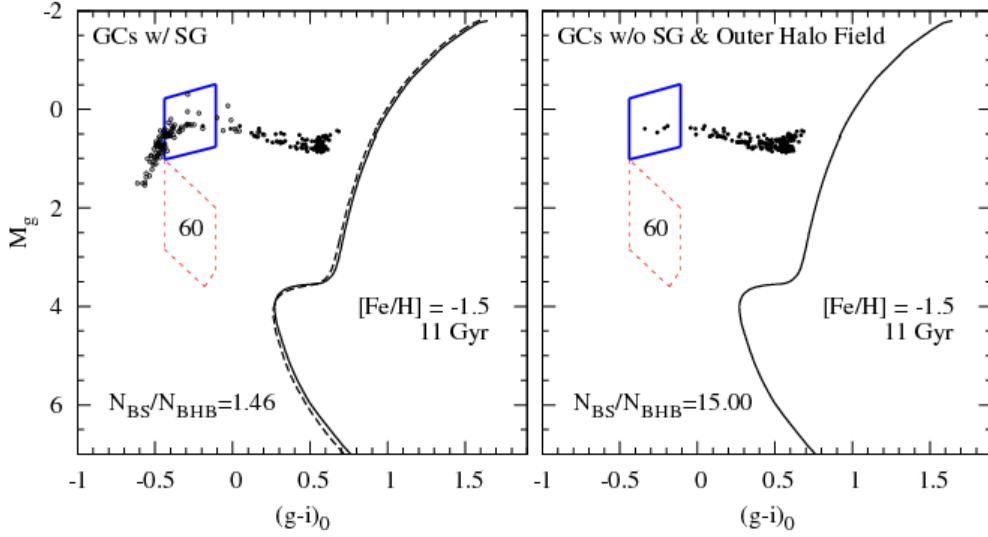 GCs w/ SG
GCs w/o SG & Outer Halo Field
-2
0
2
4
6
M_g
60
60
[Fe/H] = -1.5
11 Gyr
[Fe/H] = -1.5
11 Gyr
N_BS/N_BHB=1.46
N_BS/N_BHB=15.00
-1 -0.5 0 0.5 1 1.5
-1 -0.5 0 0.5 1 1.5
(g-i)_0
(g-i)_0